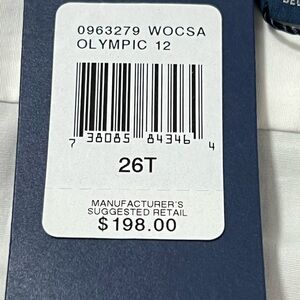 0963279 WOCSA
OLYMPIC 12
7 38085 84346 4
26T
MANUFACTURER'S
SUGGESTED RETAIL
$198.00